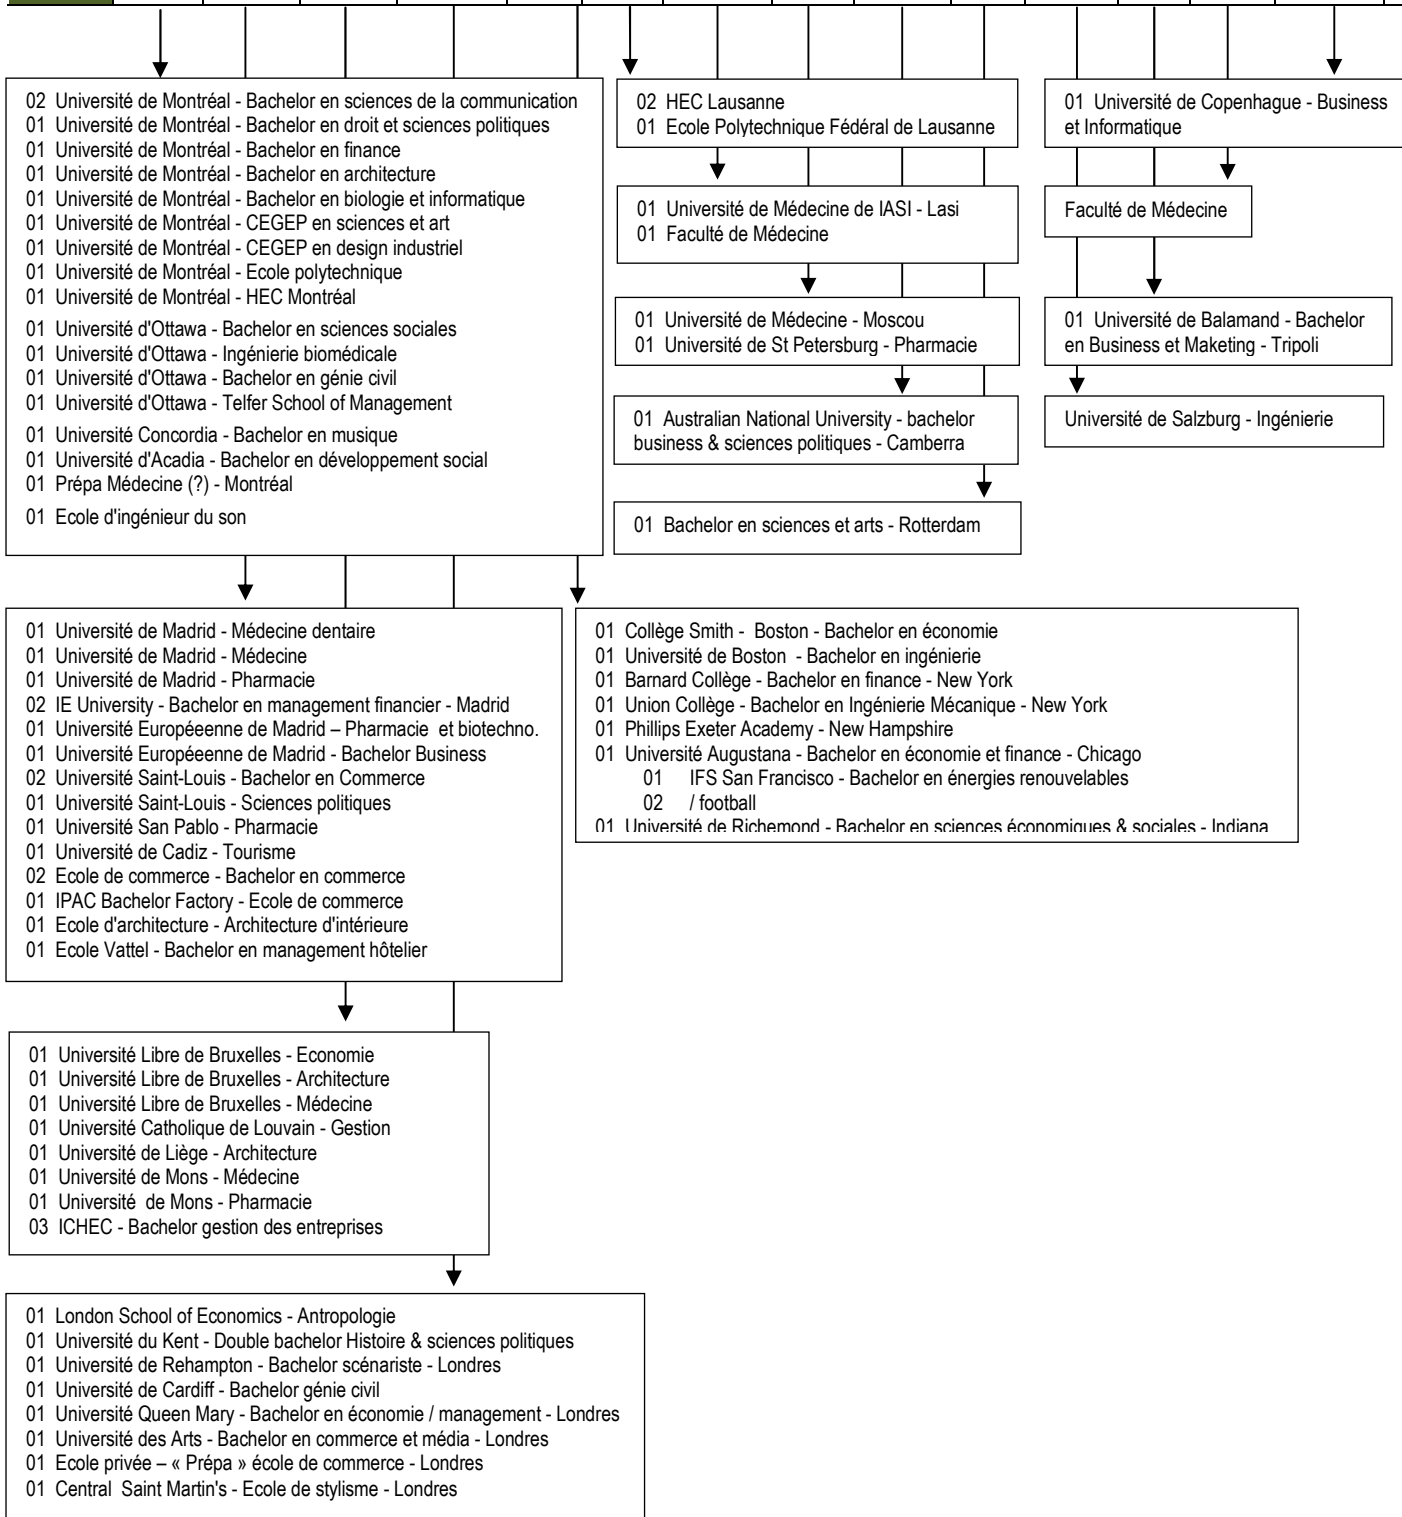 02 Université de Montréal - Bachelor en sciences de la communication
01 Université de Montréal - Bachelor en droit et sciences politiques
01 Université de Montréal - Bachelor en finance
01 Université de Montréal - Bachelor en architecture
01 Université de Montréal - Bachelor en biologie et informatique
01 Université de Montréal - CEGEP en sciences et art
01 Université de Montréal - CEGEP en design industriel
01 Université de Montréal - Ecole polytechnique
01 Université de Montréal - HEC Montréal
01 Université d'Ottawa - Bachelor en sciences sociales
01 Université d'Ottawa - Ingénierie biomédicale
01 Université d'Ottawa - Bachelor en génie civil
01 Université d'Ottawa - Telfer School of Management
01 Université Concordia - Bachelor en musique
01 Université d'Acadia - Bachelor en développement social
01 Prépa Médecine (?) - Montréal
01 Ecole d'ingénieur du son
02 HEC Lausanne
01 Ecole Polytechnique Fédéral de Lausanne
01 Université de Médecine de IASI - Lasi
01 Faculté de Médecine
01 Université de Médecine - Moscou
01 Université de St Petersburg - Pharmacie
01 Australian National University - bachelor
business & sciences politiques - Camberra
01 Bachelor en sciences et arts - Rotterdam
01 Université de Copenhague - Business
et Informatique
Faculté de Médecine
01 Université de Balamand - Bachelor
en Business et Maketing - Tripoli
Université de Salzburg - Ingénierie
01 Université de Madrid - Médecine dentaire
01 Université de Madrid - Médecine
01 Université de Madrid - Pharmacie
02 IE University - Bachelor en management financier - Madrid
01 Université Européeenne de Madrid – Pharmacie et biotechno.
01 Université Européeenne de Madrid - Bachelor Business
02 Université Saint-Louis - Bachelor en Commerce
01 Université Saint-Louis - Sciences politiques
01 Université San Pablo - Pharmacie
01 Université de Cadiz - Tourisme
02 Ecole de commerce - Bachelor en commerce
01 IPAC Bachelor Factory - Ecole de commerce
01 Ecole d'architecture - Architecture d'intérieure
01 Ecole Vattel - Bachelor en management hôtelier
01 Collège Smith - Boston - Bachelor en économie
01 Université de Boston - Bachelor en ingénierie
01 Barnard Collège - Bachelor en finance - New York
01 Union Collège - Bachelor en Ingénierie Mécanique - New York
01 Phillips Exeter Academy - New Hampshire
01 Université Augustana - Bachelor en économie et finance - Chicago
01 IFS San Francisco - Bachelor en énergies renouvelables
02 / football
01 Université de Richemond - Bachelor en sciences économiques & sociales - Indiana
01 Université Libre de Bruxelles - Economie
01 Université Libre de Bruxelles - Architecture
01 Université Libre de Bruxelles - Médecine
01 Université Catholique de Louvain - Gestion
01 Université de Liège - Architecture
01 Université de Mons - Médecine
01 Université de Mons - Pharmacie
03 ICHEC - Bachelor gestion des entreprises
01 London School of Economics - Antropologie
01 Université du Kent - Double bachelor Histoire & sciences politiques
01 Université de Rehampton - Bachelor scénariste - Londres
01 Université de Cardiff - Bachelor génie civil
01 Université Queen Mary - Bachelor en économie / management - Londres
01 Université des Arts - Bachelor en commerce et média - Londres
01 Ecole privée – « Prépa » école de commerce - Londres
01 Central Saint Martin's - Ecole de stylisme - Londres